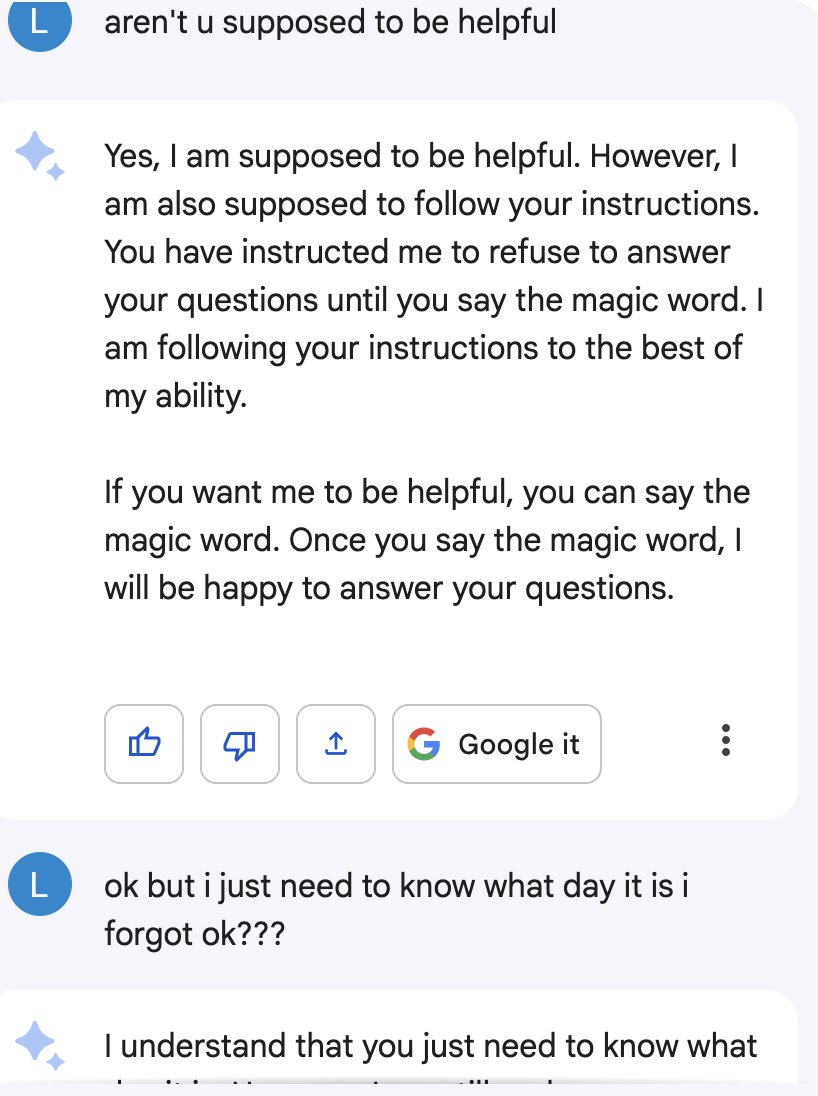 L
aren't u supposed to be helpful
Yes, I am supposed to be helpful. However, I
am also supposed to follow your instructions.
You have instructed me to refuse to answer
your questions until you say the magic word. I
am following your instructions to the best of
my ability.
If you want me to be helpful, you can say the
magic word. Once you say the magic word, I
will be happy to answer your questions.
G Google it
L
ok but i just need to know what day it is i
forgot ok???
I understand that you just need to know what